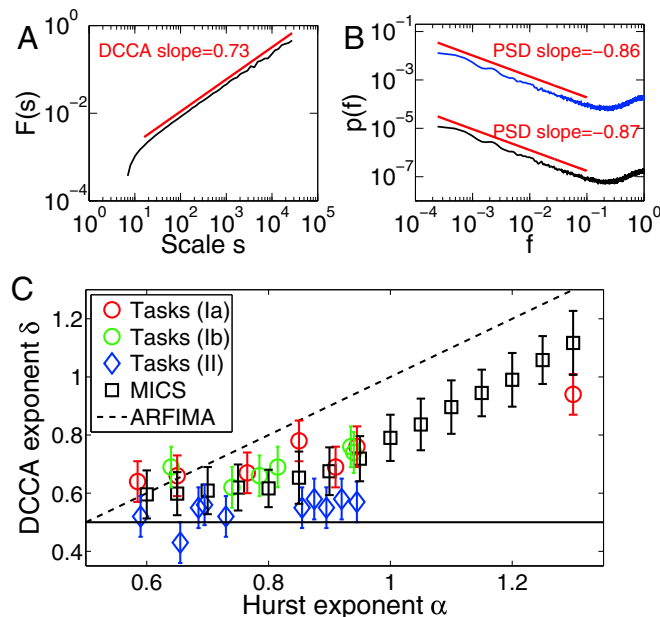 A
DCCA slope=0.73
F(s)
10^0
10^-2
10^-4
10^0 10^1 10^2 10^3 10^4 10^5
Scale s
B
PSD slope=−0.86
PSD slope=−0.87
p(f)
10^-1
10^-3
10^-5
10^-7
10^-4 10^-3 10^-2 10^-1 10^0
f
C
Tasks (Ia)
Tasks (Ib)
Tasks (II)
MICS
ARFIMA
DCCA exponent δ
1.2
1
0.8
0.6
0.4
0.6 0.8 1 1.2
Hurst exponent α